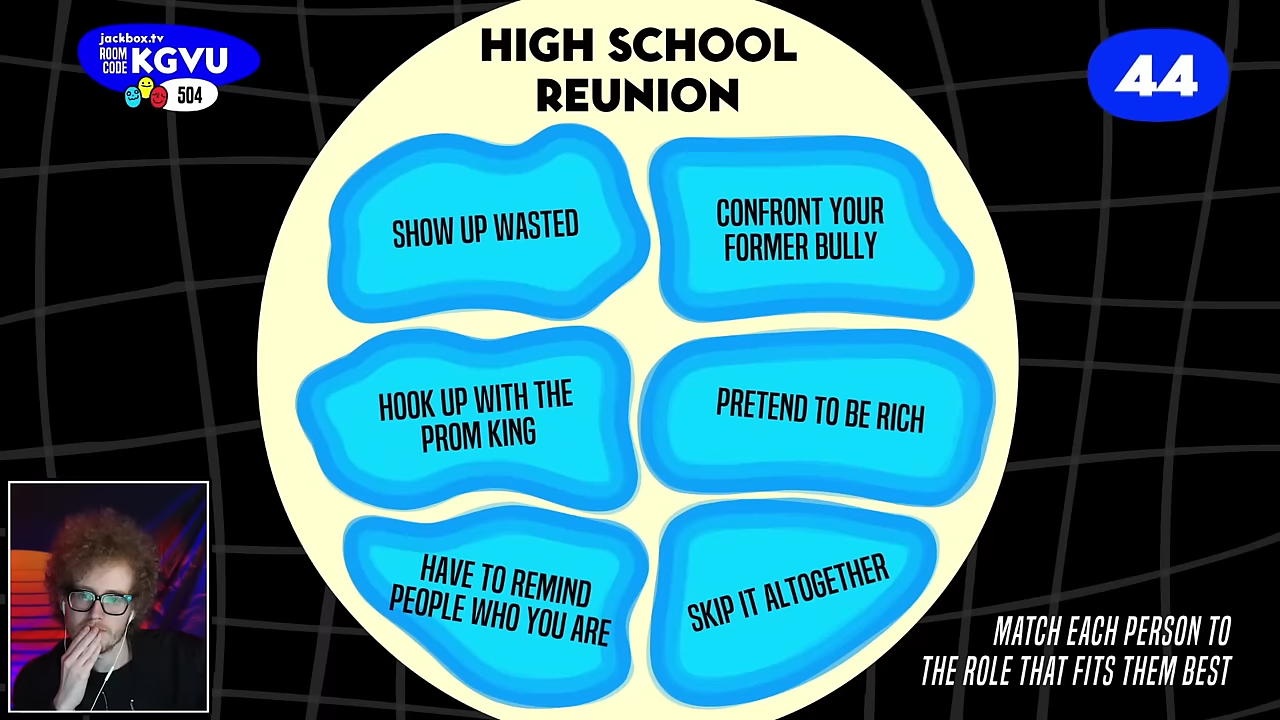 jackbox.tv
ROOM
CODE
KGVU
504
HIGH SCHOOL
REUNION
44
SHOW UP WASTED
CONFRONT YOUR
FORMER BULLY
HOOK UP WITH THE
PROM KING
PRETEND TO BE RICH
HAVE TO REMIND
PEOPLE WHO YOU ARE
SKIP IT ALTOGETHER
MATCH EACH PERSON TO
THE ROLE THAT FITS THEM BEST